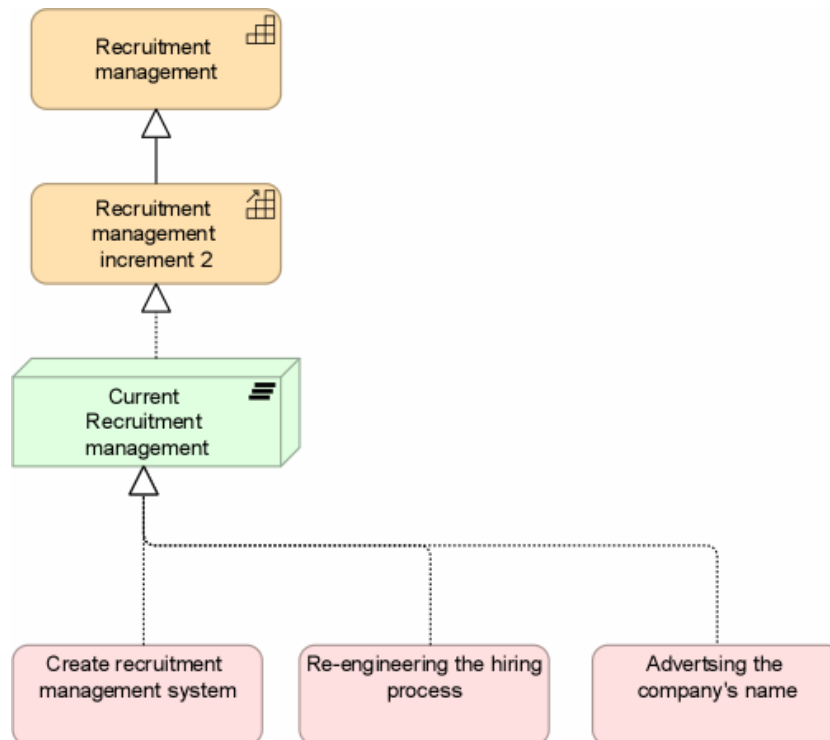 Recruitment
management
Recruitment
management
increment 2
Current
Recruitment
management
Create recruitment
management system
Re-engineering the hiring
process
Advertsing the
company's name